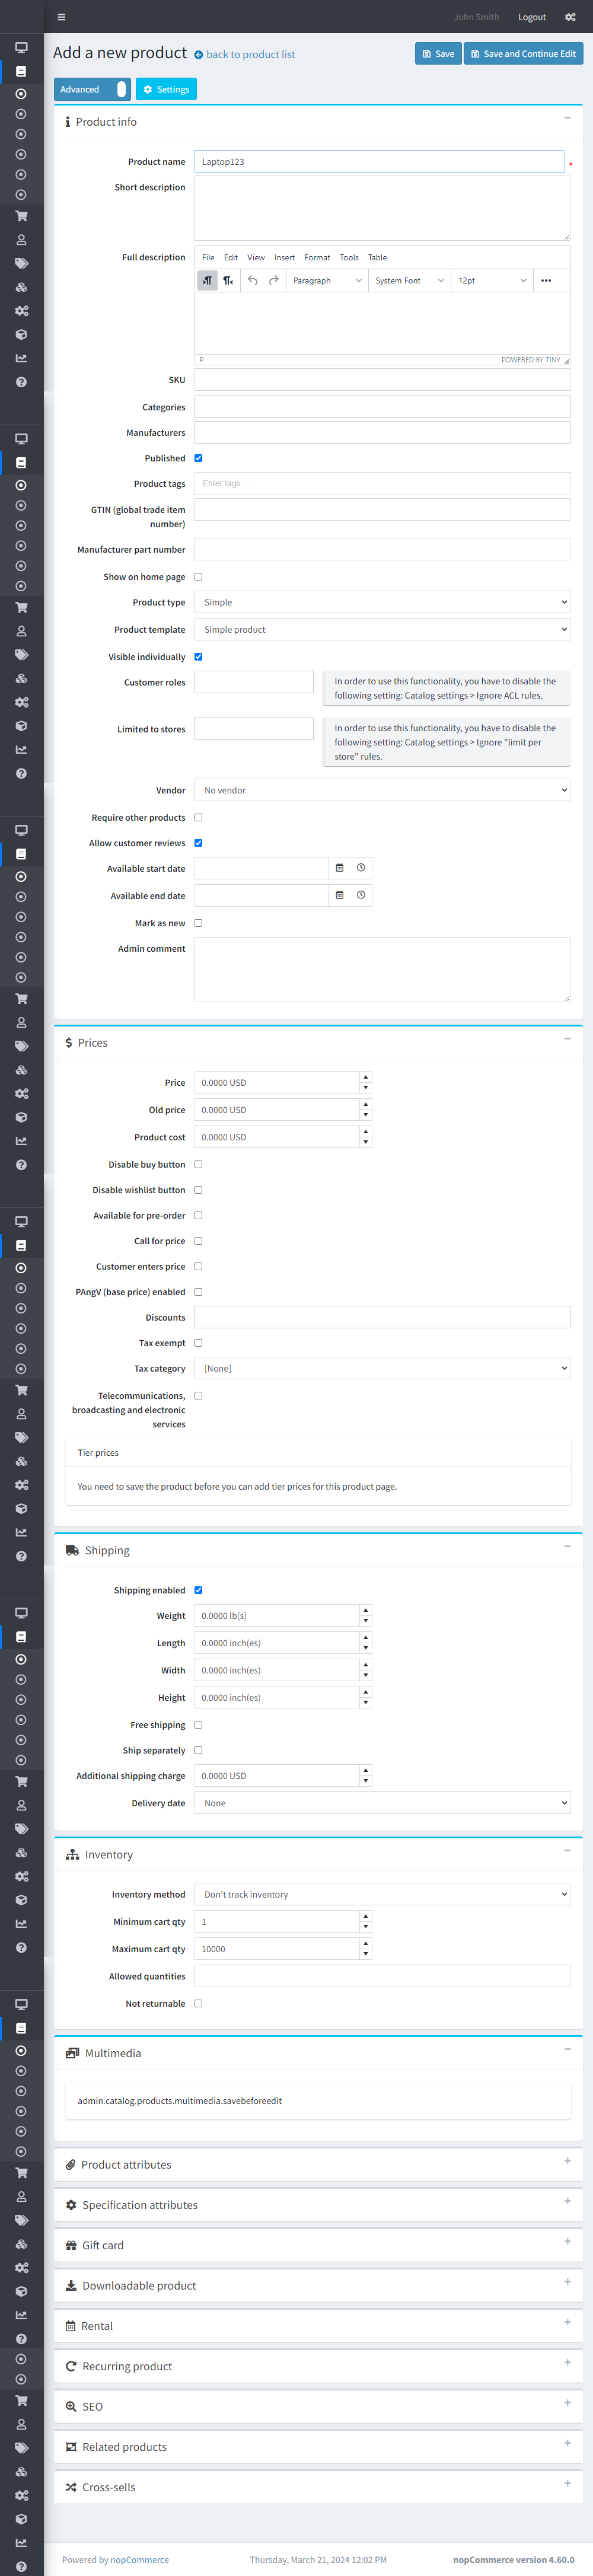 John Smith Logout
Add a new product back to product list Save Save and Continue Edit
Advanced Settings
Product info
Product name Laptop123 *
Short description
Full description File Edit View Insert Format Tools Table
Paragraph System Font 12pt
P POWERED BY TINY
SKU
Categories
Manufacturers
Published
Product tags Enter tags ...
GTIN (global trade item
number)
Manufacturer part number
Show on home page
Product type Simple
Product template Simple product
Visible individually
Customer roles In order to use this functionality, you have to disable the
following setting: Catalog settings > Ignore ACL rules.
Limited to stores In order to use this functionality, you have to disable the
following setting: Catalog settings > Ignore "limit per
store" rules.
Vendor No vendor
Require other products
Allow customer reviews
Available start date
Available end date
Mark as new
Admin comment
Prices
Price 0.0000 USD
Old price 0.0000 USD
Product cost 0.0000 USD
Disable buy button
Disable wishlist button
Available for pre-order
Call for price
Customer enters price
PAngV (base price) enabled
Discounts
Tax exempt
Tax category [None]
Telecommunications,
broadcasting and electronic
services
Tier prices
You need to save the product before you can add tier prices for this product page.
Shipping
Shipping enabled
Weight 0.0000 lb(s)
Length 0.0000 inch(es)
Width 0.0000 inch(es)
Height 0.0000 inch(es)
Free shipping
Ship separately
Additional shipping charge 0.0000 USD
Delivery date None
Inventory
Inventory method Don't track inventory
Minimum cart qty 1
Maximum cart qty 10000
Allowed quantities
Not returnable
Multimedia
admin.catalog.products.multimedia.savebeforeedit
Product attributes
Specification attributes
Gift card
Downloadable product
Rental
Recurring product
SEO
Related products
Cross-sells
Powered by nopCommerce Thursday, March 21, 2024 12:02 PM nopCommerce version 4.60.0